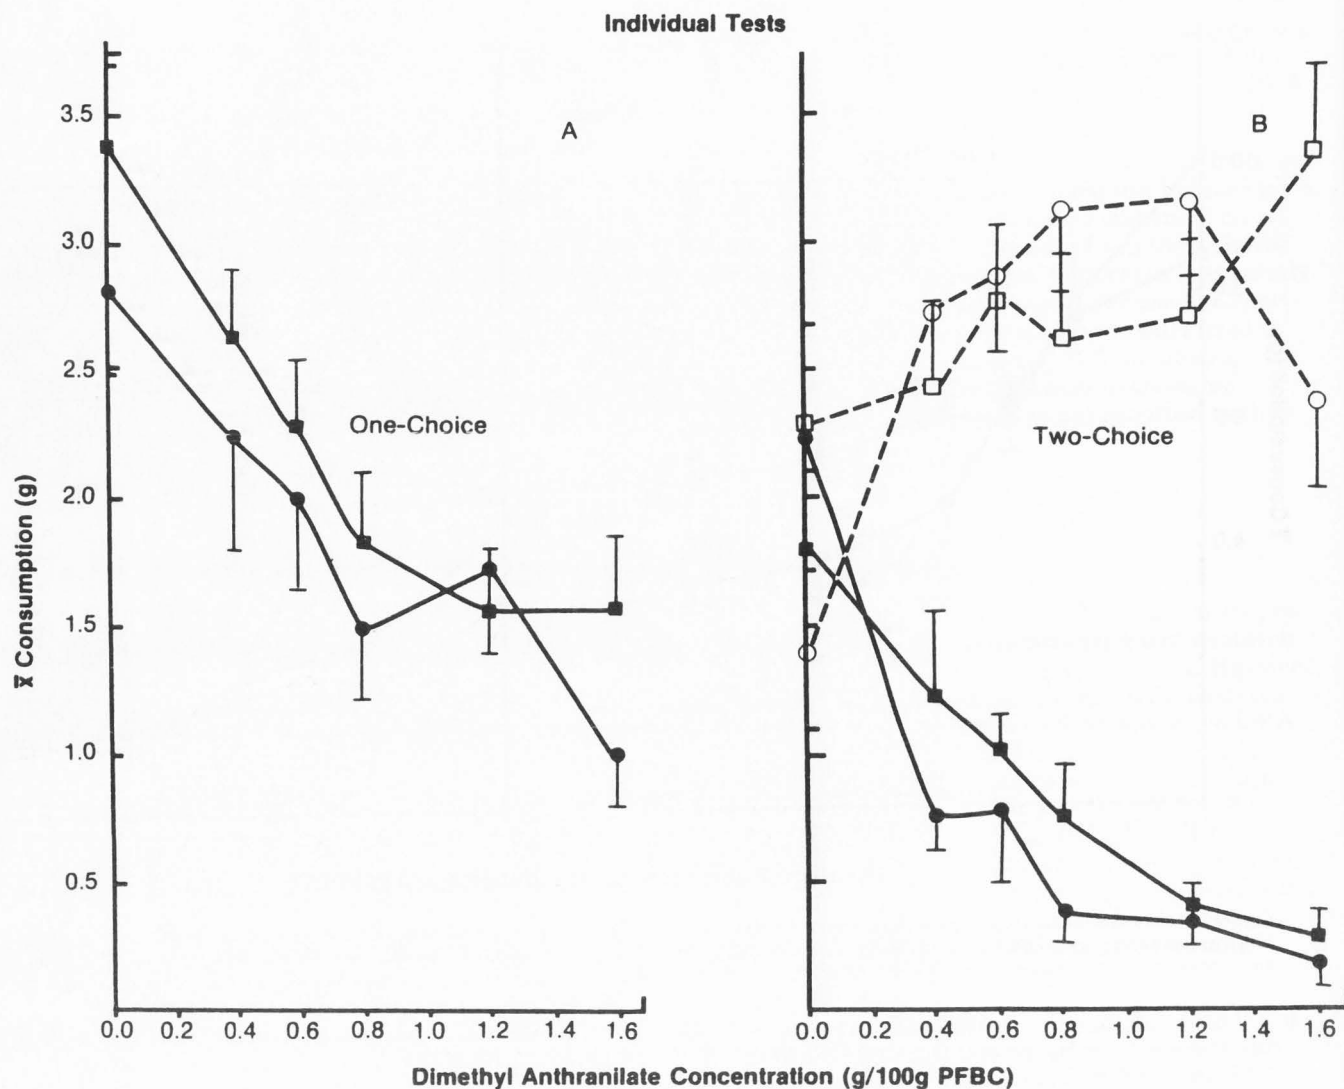 Individual Tests
A
B
3.5
3.0
2.5
2.0
1.5
1.0
0.5
One-Choice
Two-Choice
x̅ Consumption (g)
0.0 0.2 0.4 0.6 0.8 1.0 1.2 1.4 1.6
0.0 0.2 0.4 0.6 0.8 1.0 1.2 1.4 1.6
Dimethyl Anthranilate Concentration (g/100g PFBC)